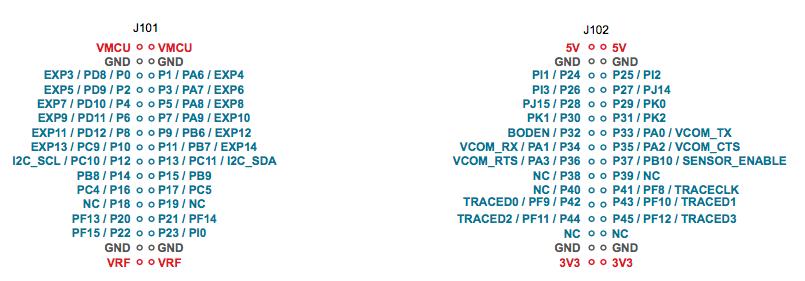 J101
VMCU VMCU
GND GND
EXP3 / PD8 / P0 P1 / PA6 / EXP4
EXP5 / PD9 / P2 P3 / PA7 / EXP6
EXP7 / PD10 / P4 P5 / PA8 / EXP8
EXP9 / PD11 / P6 P7 / PA9 / EXP10
EXP11 / PD12 / P8 P9 / PB6 / EXP12
EXP13 / PC9 / P10 P11 / PB7 / EXP14
I2C_SCL / PC10 / P12 P13 / PC11 / I2C_SDA
PB8 / P14 P15 / PB9
PC4 / P16 P17 / PC5
NC / P18 P19 / NC
PF13 / P20 P21 / PF14
PF15 / P22 P23 / PI0
GND GND
VRF VRF
J102
5V 5V
GND GND
PI1 / P24 P25 / PI2
PI3 / P26 P27 / PJ14
PJ15 / P28 P29 / PK0
PK1 / P30 P31 / PK2
BODEN / P32 P33 / PA0 / VCOM_TX
VCOM_RX / PA1 / P34 P35 / PA2 / VCOM_CTS
VCOM_RTS / PA3 / P36 P37 / PB10 / SENSOR_ENABLE
NC / P38 P39 / NC
NC / P40 P41 / PF8 / TRACECLK
TRACED0 / PF9 / P42 P43 / PF10 / TRACED1
TRACED2 / PF11 / P44 P45 / PF12 / TRACED3
NC NC
GND GND
3V3 3V3